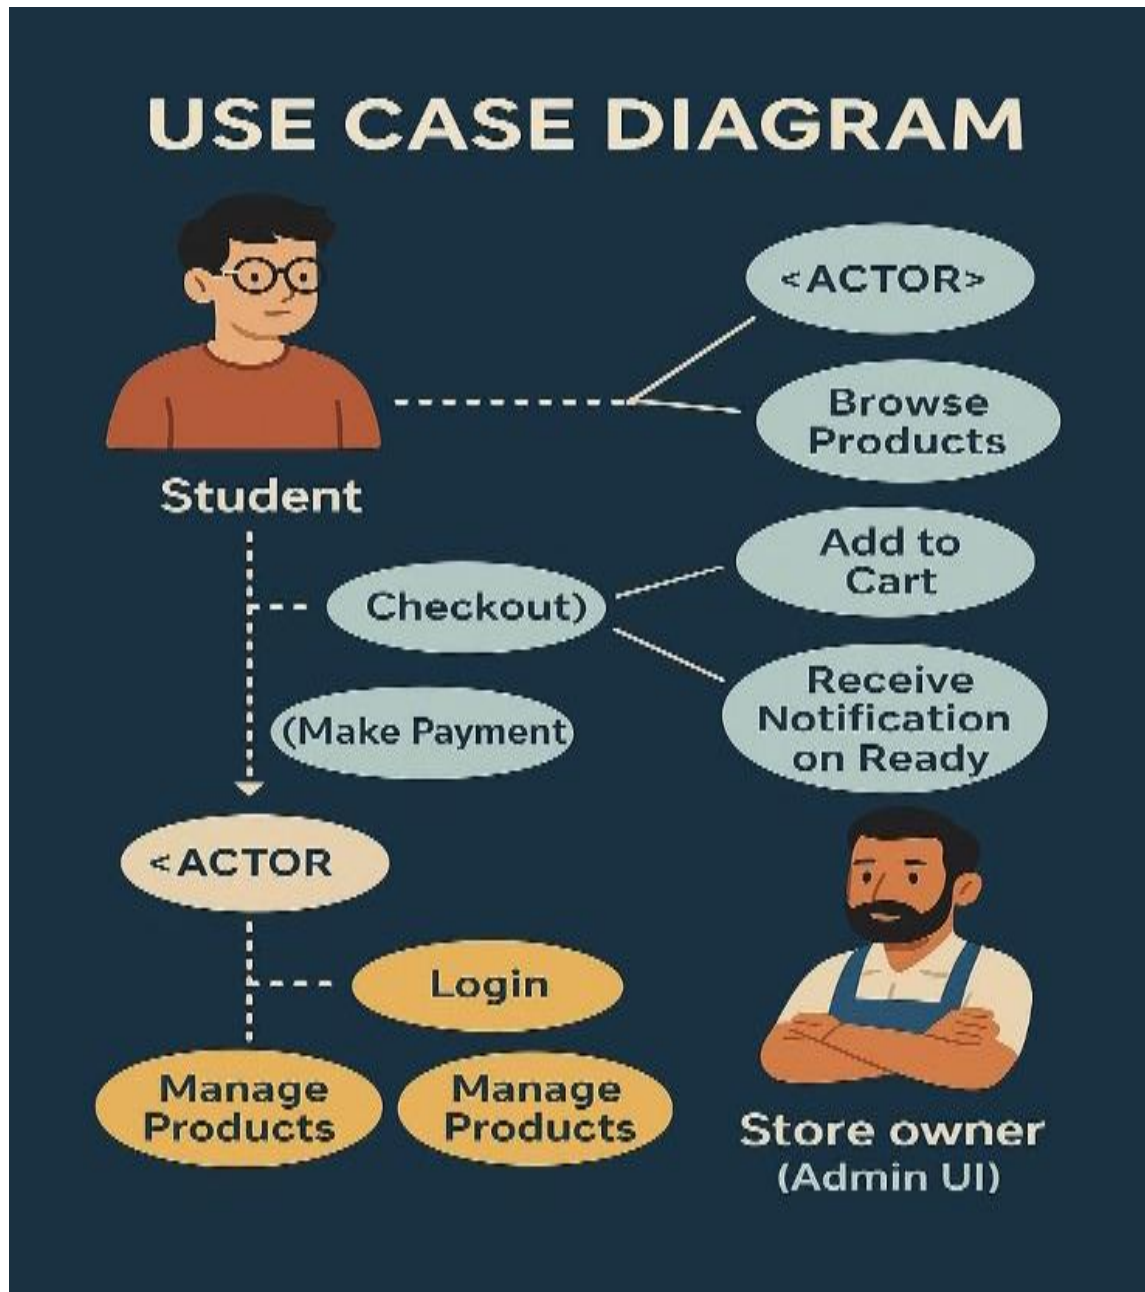 USE CASE DIAGRAM
<ACTOR>
Browse
Products
Student
Add to
Cart
Checkout)
Receive
Notification
on Ready
(Make Payment
<ACTOR
Login
Manage
Products
Manage
Products
Store owner
(Admin UI)